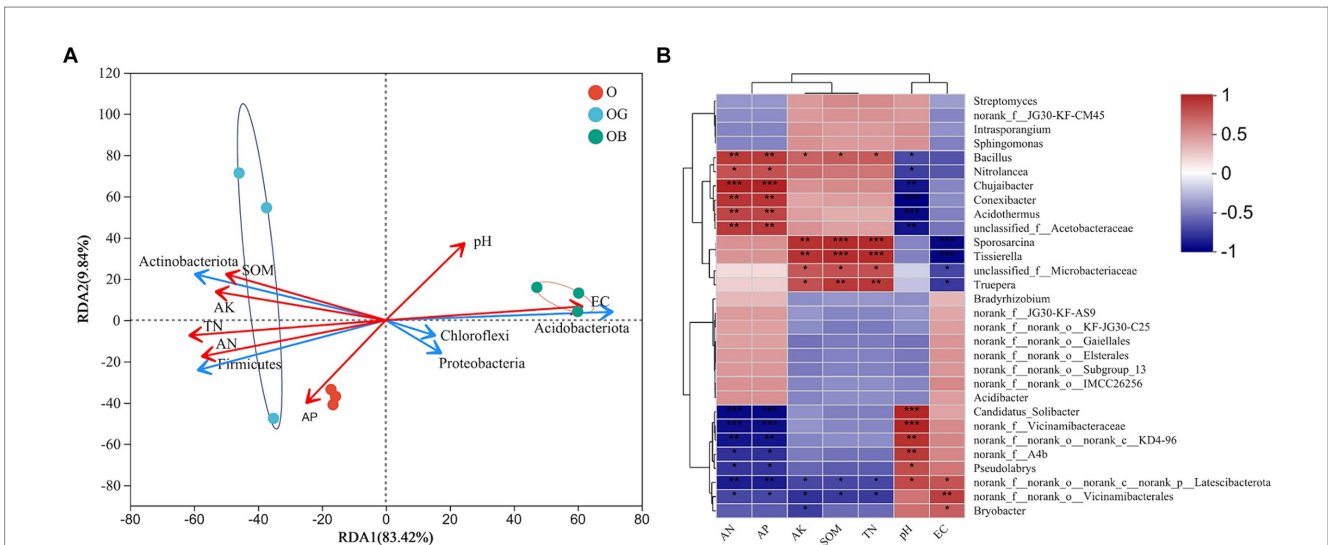 A
B
120
100
80
60
40
20
0
-20
-40
-60
-80
RDA2(9.84%)
-80
-60
-40
-20
0
20
40
60
80
RDA1(83.42%)
O
OG
OB
pH
Actinobacteriota
SOM
AK
TN
AN
Firmicutes
AP
EC
Acidobacteriota
Chloroflexi
Proteobacteria
Streptomyces
norank_f__JG30-KF-CM45
Intrasporangium
Sphingomonas
** ** * * * * Bacillus
* * * Nitrolancea
*** *** ** Chujaibacter
** ** *** Conexibacter
** ** *** Acidothermus
** ** ** unclassified_f__Acetobacteraceae
** *** *** *** Sporosarcina
** *** *** *** Tissierella
* * * * unclassified_f__Microbacteriaceae
* ** ** * Truepera
Bradyrhizobium
norank_f__JG30-KF-AS9
norank_f__norank_o__KF-JG30-C25
norank_f__norank_o__Gaiellales
norank_f__norank_o__Elsterales
norank_f__norank_o__Subgroup_13
norank_f__norank_o__IMCC26256
Acidibacter
*** *** *** Candidatus_Solibacter
*** *** *** norank_f__Vicinamibacteraceae
** ** ** norank_f__norank_o__norank_c__KD4-96
* * ** norank_f__A4b
* * * Pseudolabrys
** ** * * * * * norank_f__norank_o__norank_c__norank_p__Latescibacterota
* * * * * ** norank_f__norank_o__Vicinamibacterales
* * Bryobacter
AN
AP
AK
SOM
TN
pH
EC
1
0.5
0
-0.5
-1